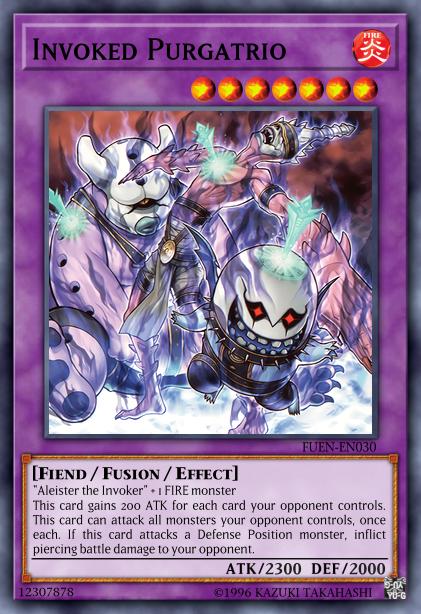 INVOKED PURGATRIO
FIRE
炎
FUEN-EN030
[FIEND / FUSION / EFFECT]
"Aleister the Invoker" + 1 FIRE monster
This card gains 200 ATK for each card your opponent controls.
This card can attack all monsters your opponent controls, once
each. If this card attacks a Defense Position monster, inflict
piercing battle damage to your opponent.
ATK/2300 DEF/2000
12307878
©1996 KAZUKI TAKAHASHI